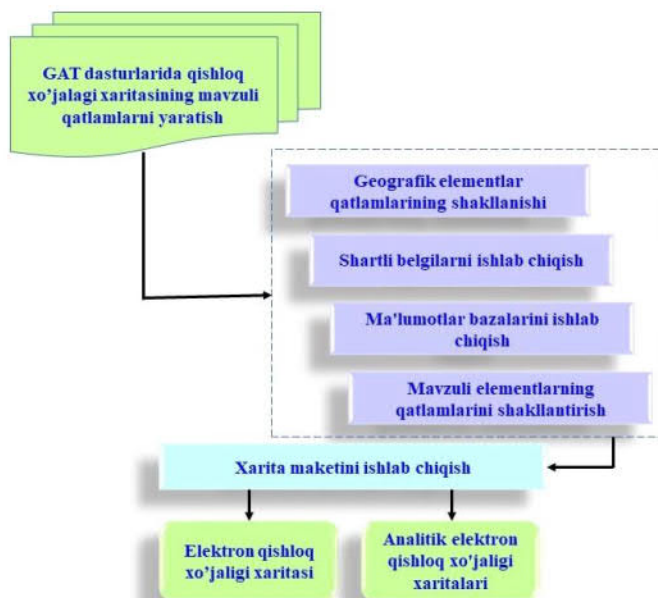 GAT dasturlarida qishloq
xo’jalagi xaritasining mavzuli
qatlamlarni yaratish
Geografik elementlar
qatlamlarining shakllanishi
Shartli belgilarni ishlab chiqish
Ma'lumotlar bazalarini ishlab
chiqish
Mavzuli elementlarning
qatlamlarini shakllantirish
Xarita maketini ishlab chiqish
Elektron qishloq
xo’jaligi xaritasi
Analitik elektron
qishloq xo'jaligi
xaritalari